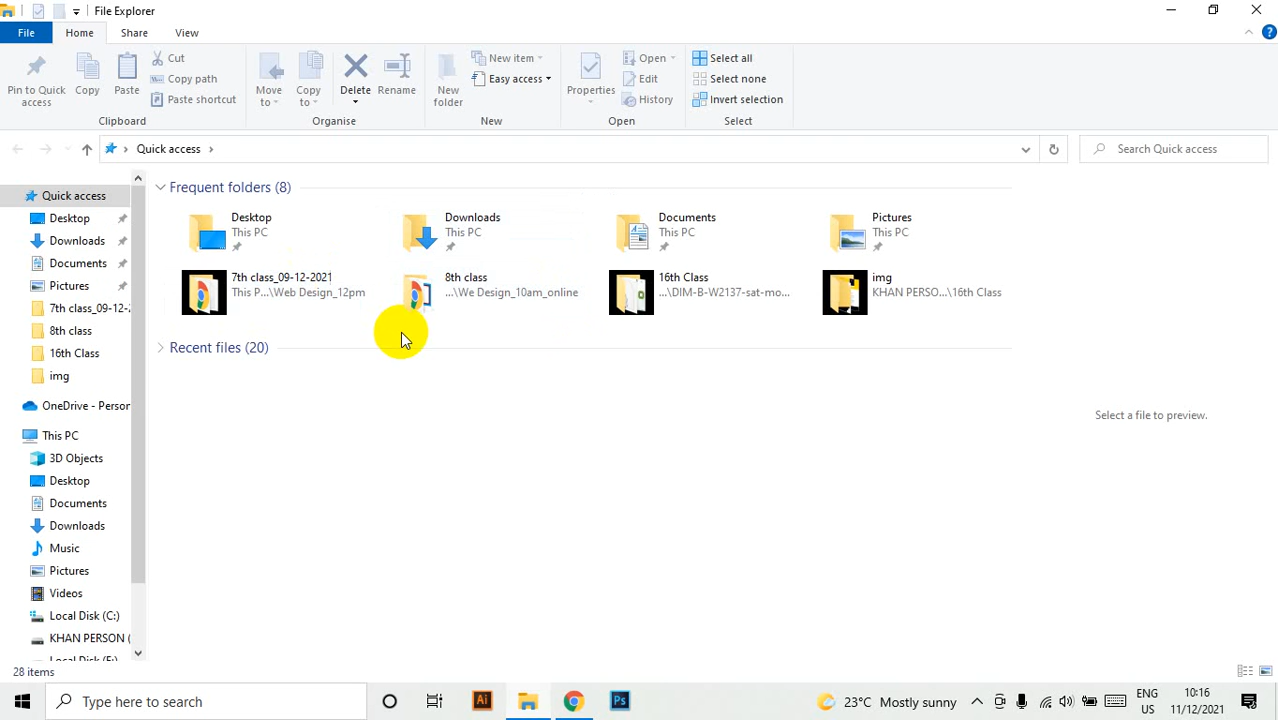 File Explorer
File Home Share View
Pin to Quick access
Copy
Paste
Cut
Copy path
Paste shortcut
Clipboard
Move to
Copy to
Delete
Rename
Organise
New folder
New item
Easy access
New
Properties
Open
Edit
History
Open
Select all
Select none
Invert selection
Select
Quick access
Search Quick access
Quick access
Desktop
Downloads
Documents
Pictures
7th class_09-12-2
8th class
16th Class
img
OneDrive - Person
This PC
3D Objects
Desktop
Documents
Downloads
Music
Pictures
Videos
Local Disk (C:)
KHAN PERSON (
Frequent folders (8)
Desktop
This PC
Downloads
This PC
Documents
This PC
Pictures
This PC
7th class_09-12-2021
This P...\Web Design_12pm
8th class
...\We Design_10am_online
16th Class
...\DIM-B-W2137-sat-mo...
img
KHAN PERSO...\16th Class
Recent files (20)
Select a file to preview.
28 items
Type here to search
Ai
Ps
23°C Mostly sunny
ENG
US
0:16
11/12/2021